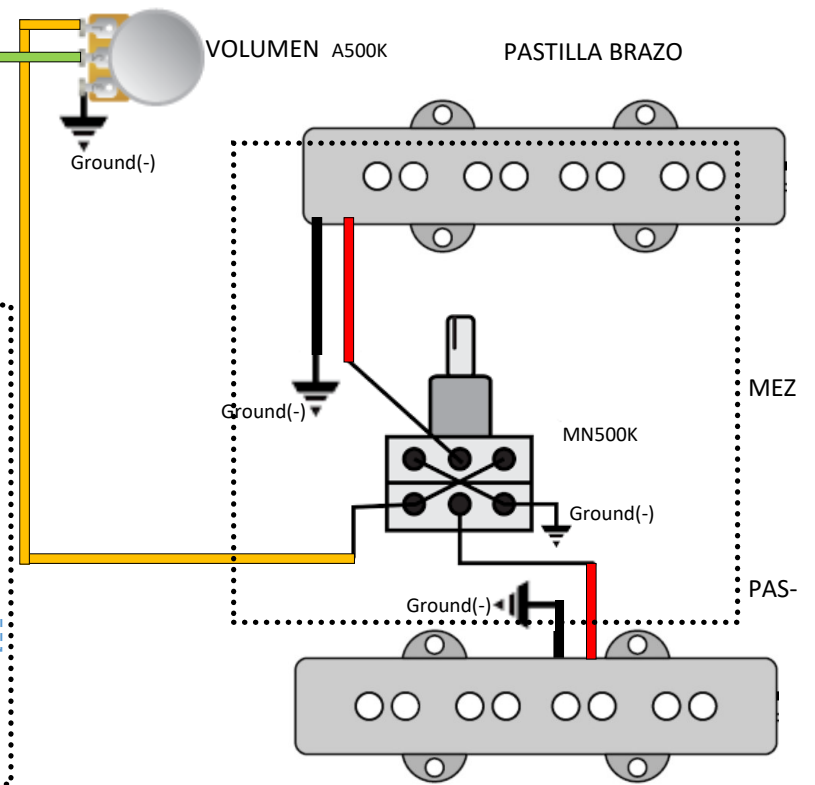 VOLUMEN A500K
PASTILLA BRAZO
Ground(-)
MEZ
Ground(-)
MN500K
Ground(-)
PAS-
Ground(-)